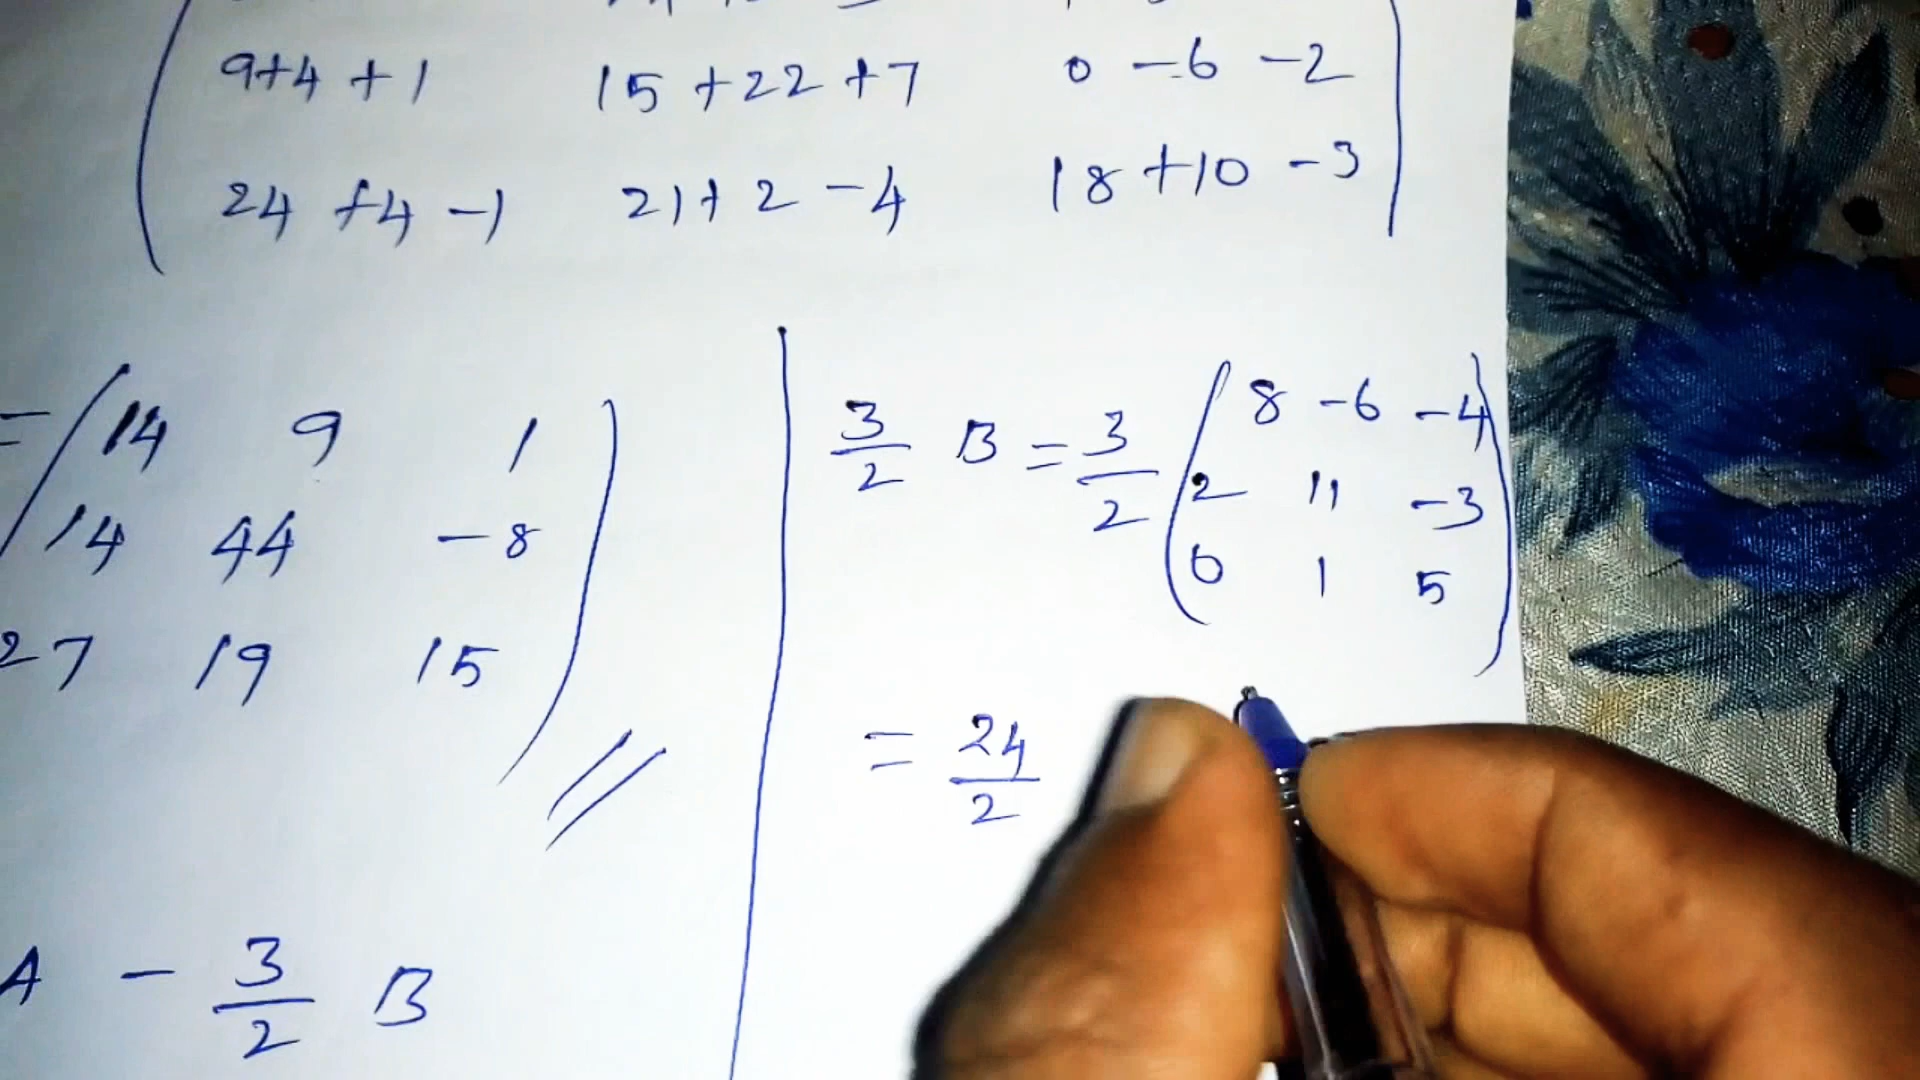 9+4+1 15+22+7 0-6-2
24+4-1 21+2-4 18+10-3
= 14 9 1
14 44 -8
27 19 15
3/2 B = 3/2
8 -6 -4
2 11 -3
0 1 5
= 24/2
A - 3/2 B